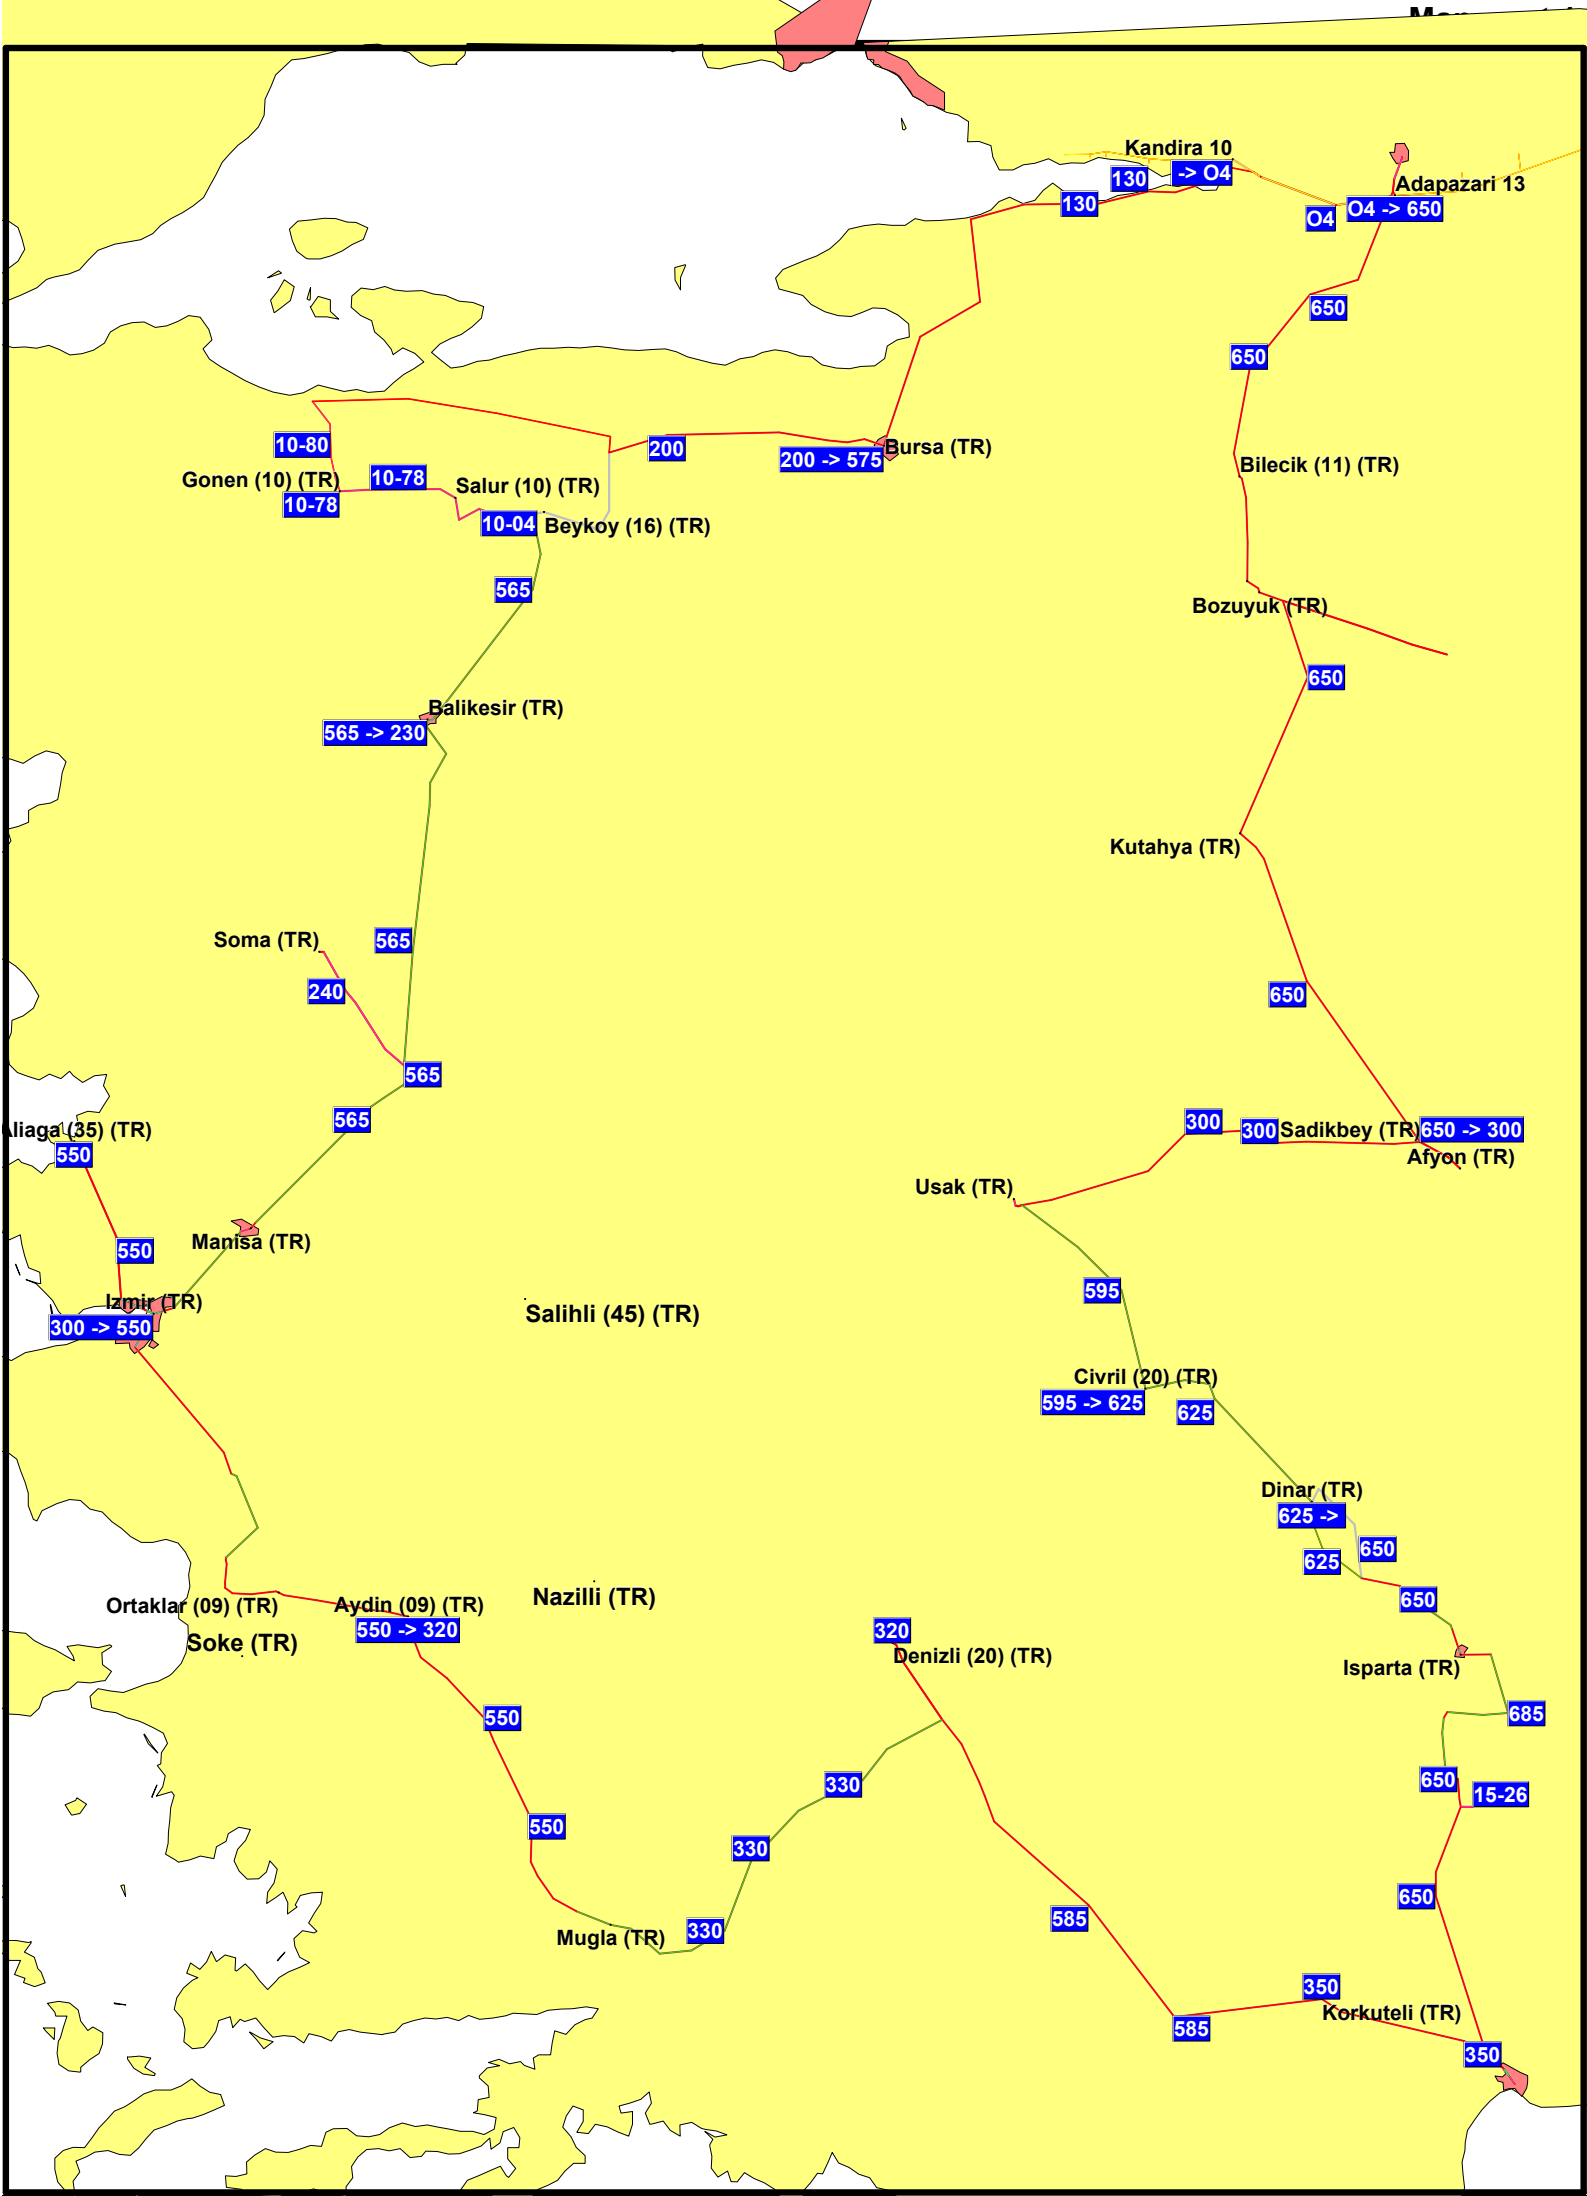 Kandira 10
-> O4
130
130
Adapazari 13
O4 -> 650
O4
650
650
10-80
200
Bursa (TR)
200 -> 575
Bilecik (11) (TR)
Gonen (10) (TR)
10-78
Salur (10) (TR)
10-78
10-04
Beykoy (16) (TR)
565
Bozuyuk (TR)
650
Balikesir (TR)
565 -> 230
Kutahya (TR)
Soma (TR)
565
240
650
565
565
300
300
Sadikbey (TR)
650 -> 300
(35) (TR)
550
Afyon (TR)
Usak (TR)
Manisa (TR)
550
595
Izmir (TR)
300 -> 550
Salihli (45) (TR)
Civril (20) (TR)
595 -> 625
625
Dinar (TR)
625 ->
650
625
Nazilli (TR)
Ortaklar (09) (TR)
Aydin (09) (TR)
650
550 -> 320
320
Soke (TR)
Denizli (20) (TR)
Isparta (TR)
550
685
330
650
15-26
550
330
650
330
Mugla (TR)
585
350
Korkuteli (TR)
585
350